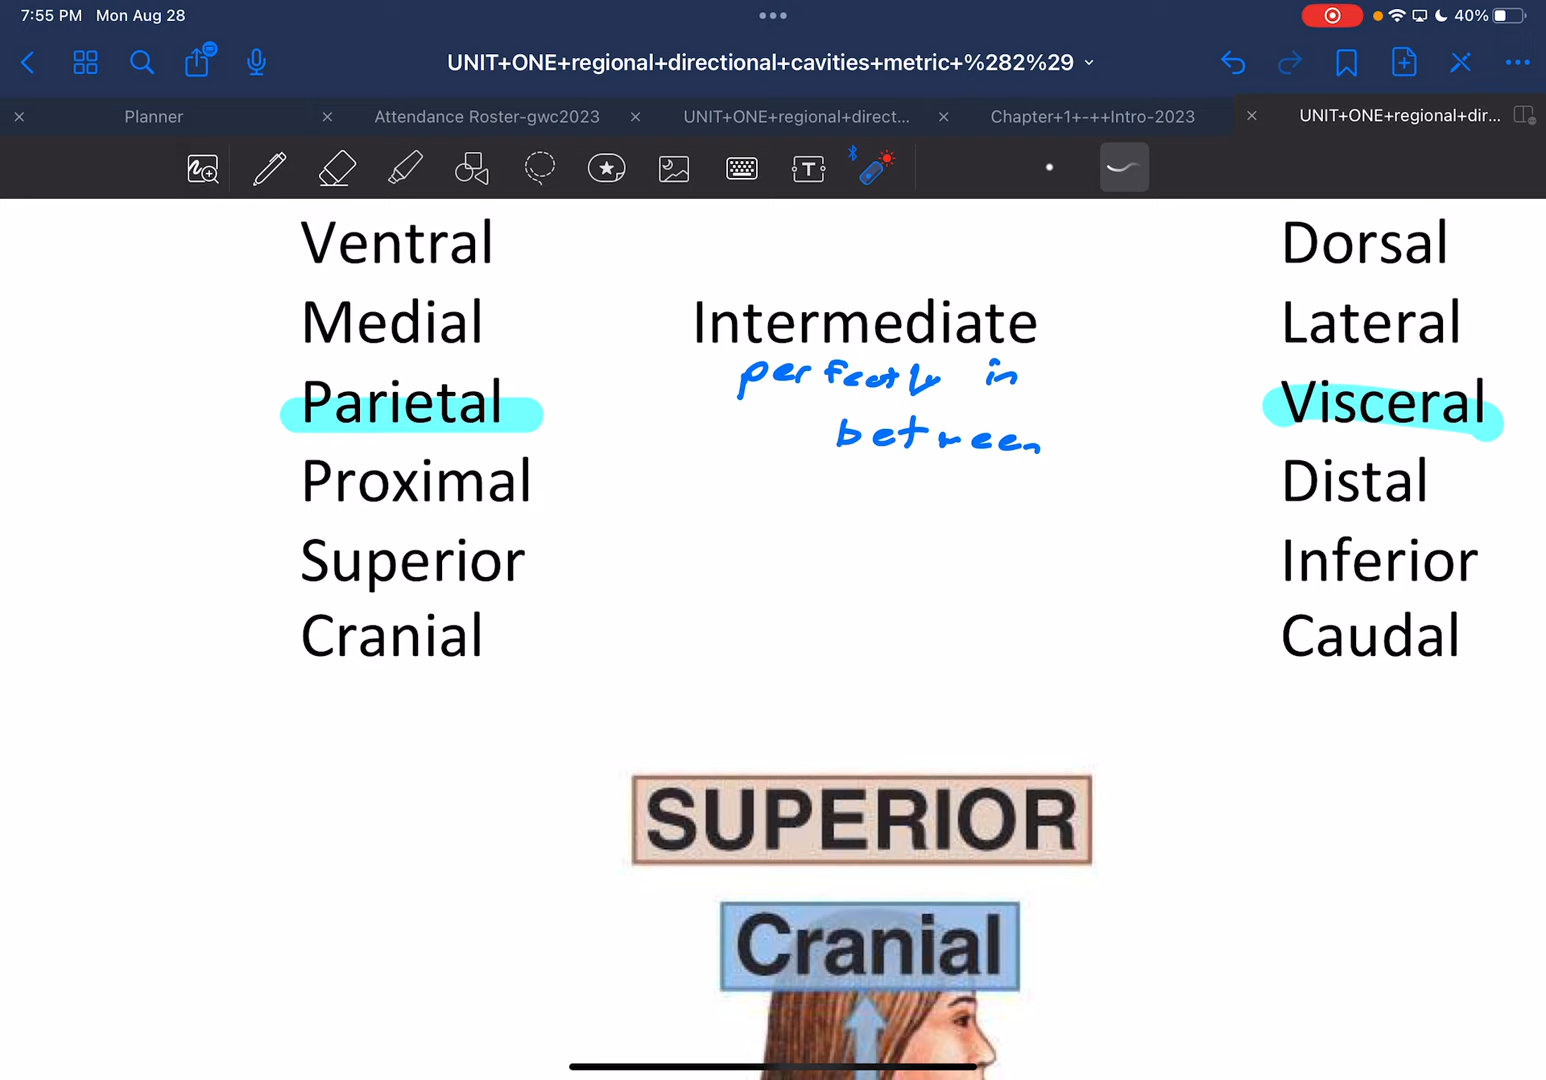 7:55 PM Mon Aug 28
40%
UNIT+ONE+regional+directional+cavities+metric+%282%29
Planner
Attendance Roster-gwc2023
UNIT+ONE+regional+direct...
Chapter+1+-++Intro-2023
UNIT+ONE+regional+dir...
Ventral Dorsal
Medial Intermediate Lateral
perfectly in
Parietal Visceral
between
Proximal Distal
Superior Inferior
Cranial Caudal
SUPERIOR
Cranial